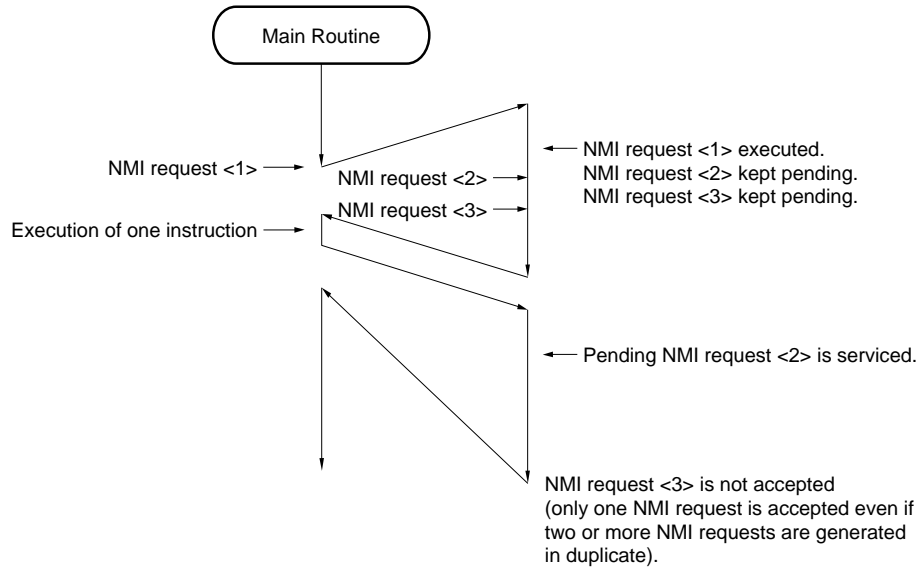 Main Routine
NMI request <1>
NMI request <1> executed.
NMI request <2> kept pending.
NMI request <3> kept pending.
NMI request <2>
NMI request <3>
Execution of one instruction
Pending NMI request <2> is serviced.
NMI request <3> is not accepted
(only one NMI request is accepted even if
two or more NMI requests are generated
in duplicate).